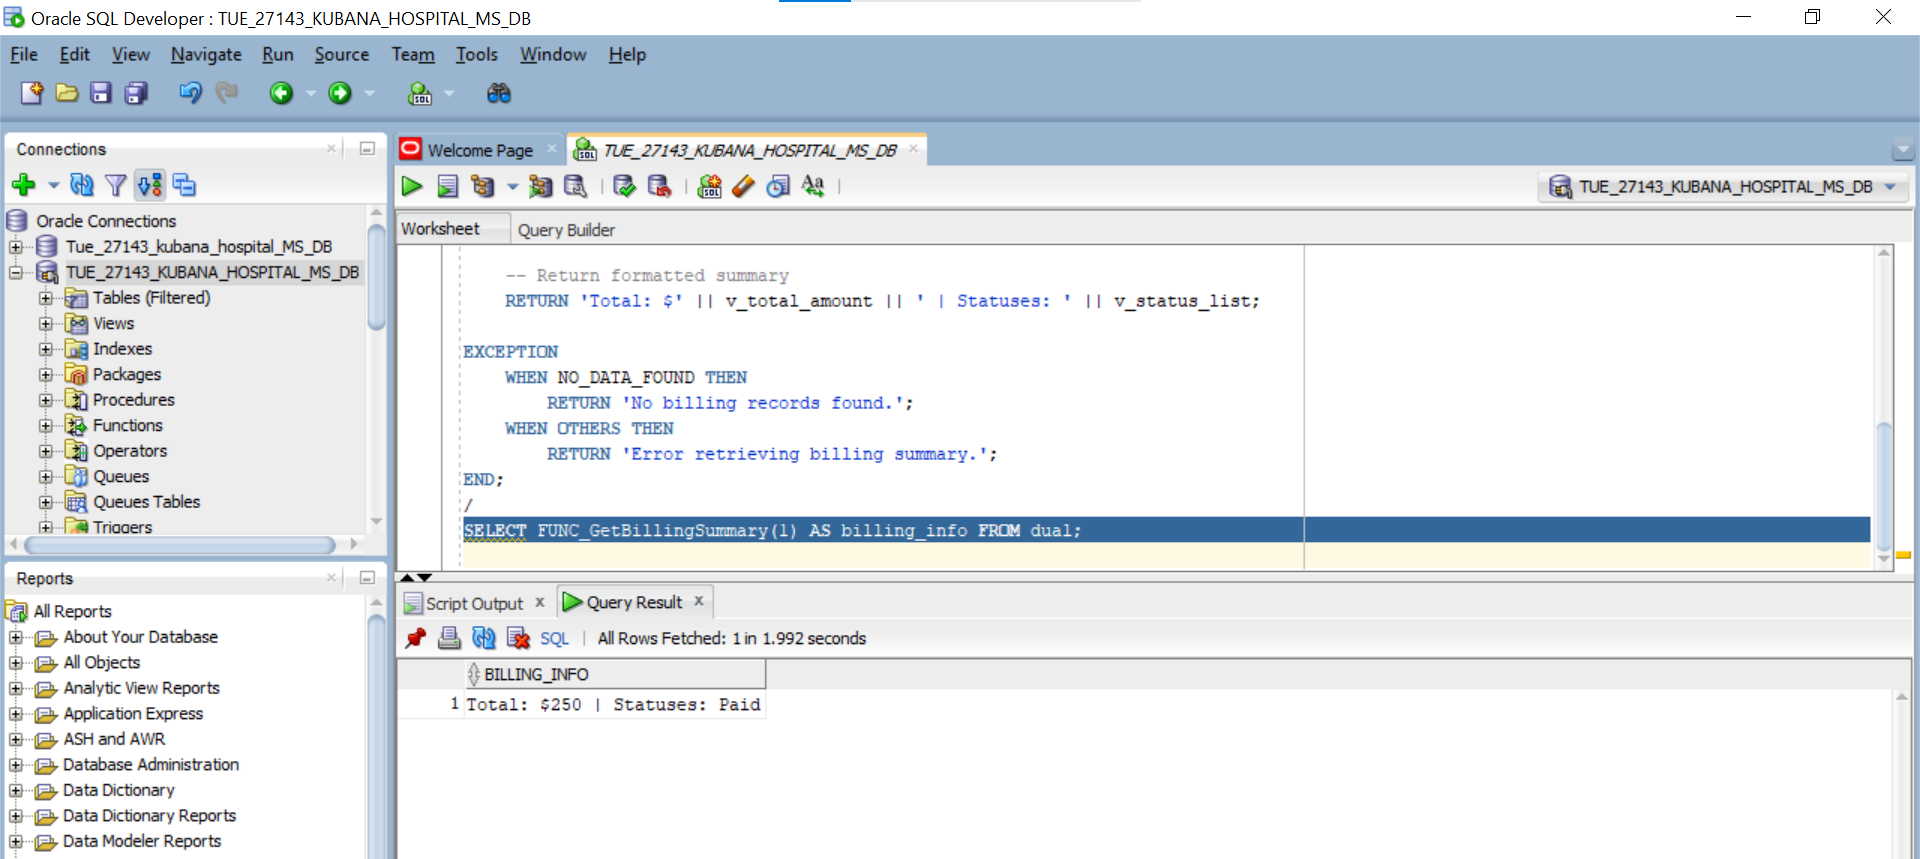 Oracle SQL Developer : TUE_27143_KUBANA_HOSPITAL_MS_DB
File Edit View Navigate Run Source Team Tools Window Help
Connections
Oracle Connections
Tue_27143_kubana_hospital_MS_DB
TUE_27143_KUBANA_HOSPITAL_MS_DB
Tables (Filtered)
Views
Indexes
Packages
Procedures
Functions
Operators
Queues
Queues Tables
Triggers
Reports
All Reports
About Your Database
All Objects
Analytic View Reports
Application Express
ASH and AWR
Database Administration
Data Dictionary
Data Dictionary Reports
Data Modeler Reports
Welcome Page
TUE_27143_KUBANA_HOSPITAL_MS_DB
TUE_27143_KUBANA_HOSPITAL_MS_DB
Worksheet Query Builder
-- Return formatted summary
RETURN 'Total: $' || v_total_amount || ' | Statuses: ' || v_status_list;
EXCEPTION
WHEN NO_DATA_FOUND THEN
RETURN 'No billing records found.';
WHEN OTHERS THEN
RETURN 'Error retrieving billing summary.';
END;
/
SELECT FUNC_GetBillingSummary(1) AS billing_info FROM dual;
Script Output x Query Result x
SQL | All Rows Fetched: 1 in 1.992 seconds
BILLING_INFO
1 Total: $250 | Statuses: Paid